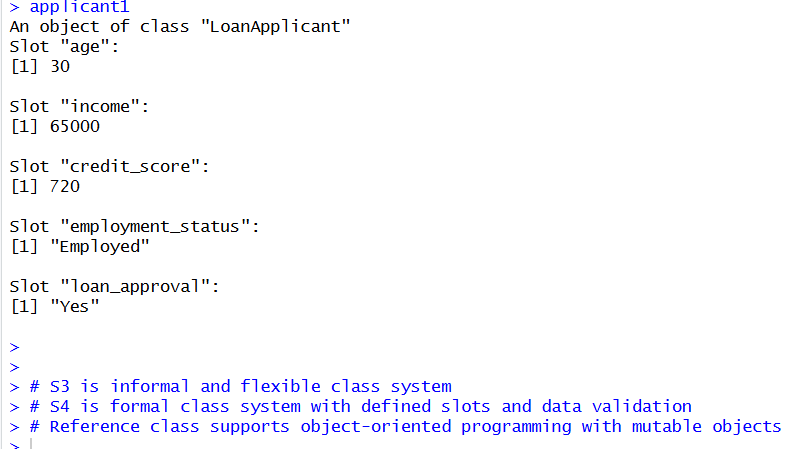 > applicant1
An object of class "LoanApplicant"
Slot "age":
[1] 30
Slot "income":
[1] 65000
Slot "credit_score":
[1] 720
Slot "employment_status":
[1] "Employed"
Slot "loan_approval":
[1] "Yes"
>
>
> # S3 is informal and flexible class system
> # S4 is formal class system with defined slots and data validation
> # Reference class supports object-oriented programming with mutable objects
>